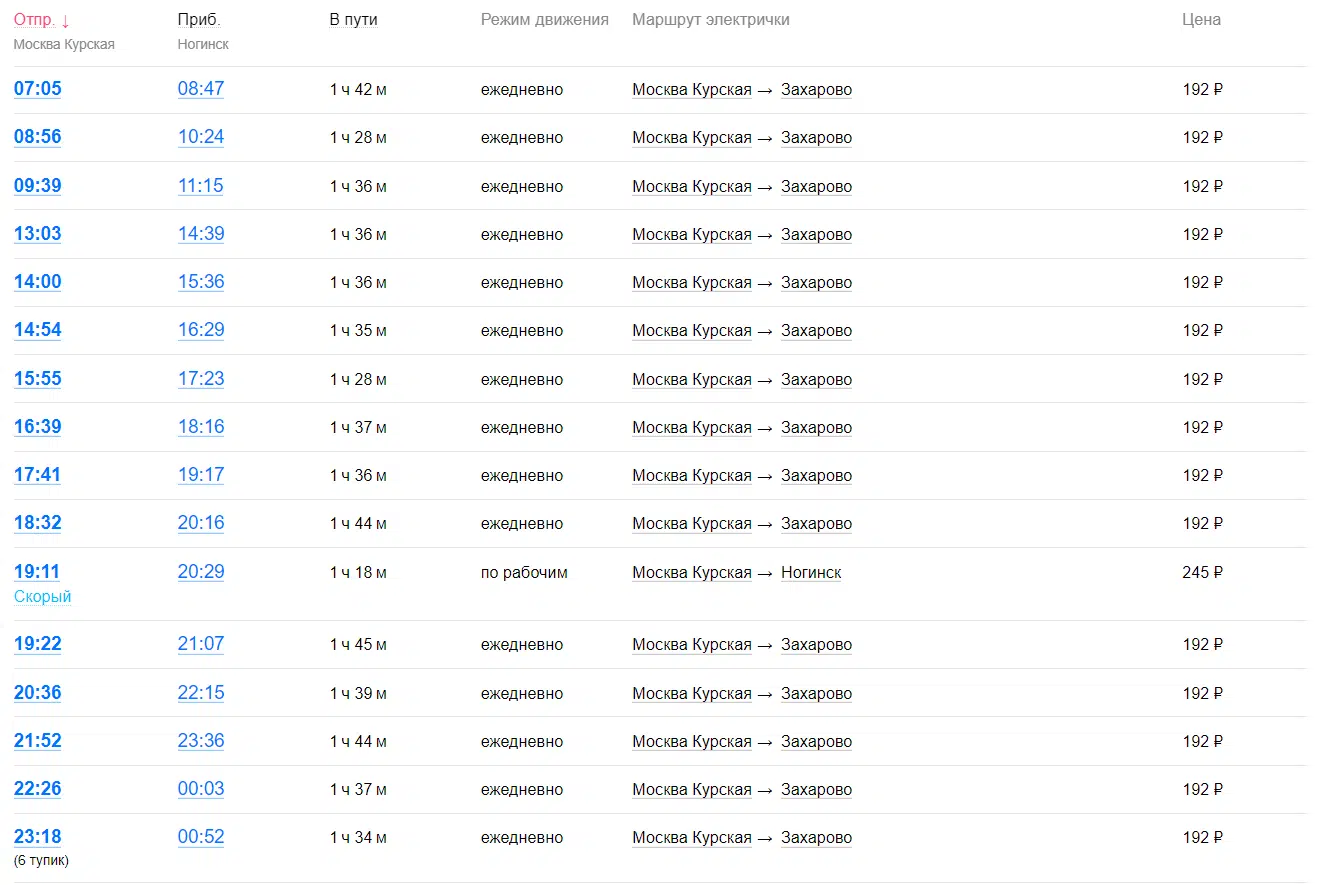 Отпр. ↓ Приб. В пути Режим движения Маршрут электрички Цена
Москва Курская Ногинск
07:05 08:47 1 ч 42 м ежедневно Москва Курская → Захарово 192 ₽
08:56 10:24 1 ч 28 м ежедневно Москва Курская → Захарово 192 ₽
09:39 11:15 1 ч 36 м ежедневно Москва Курская → Захарово 192 ₽
13:03 14:39 1 ч 36 м ежедневно Москва Курская → Захарово 192 ₽
14:00 15:36 1 ч 36 м ежедневно Москва Курская → Захарово 192 ₽
14:54 16:29 1 ч 35 м ежедневно Москва Курская → Захарово 192 ₽
15:55 17:23 1 ч 28 м ежедневно Москва Курская → Захарово 192 ₽
16:39 18:16 1 ч 37 м ежедневно Москва Курская → Захарово 192 ₽
17:41 19:17 1 ч 36 м ежедневно Москва Курская → Захарово 192 ₽
18:32 20:16 1 ч 44 м ежедневно Москва Курская → Захарово 192 ₽
19:11 20:29 1 ч 18 м по рабочим Москва Курская → Ногинск 245 ₽
Скорый
19:22 21:07 1 ч 45 м ежедневно Москва Курская → Захарово 192 ₽
20:36 22:15 1 ч 39 м ежедневно Москва Курская → Захарово 192 ₽
21:52 23:36 1 ч 44 м ежедневно Москва Курская → Захарово 192 ₽
22:26 00:03 1 ч 37 м ежедневно Москва Курская → Захарово 192 ₽
23:18 00:52 1 ч 34 м ежедневно Москва Курская → Захарово 192 ₽
(6 тупик)